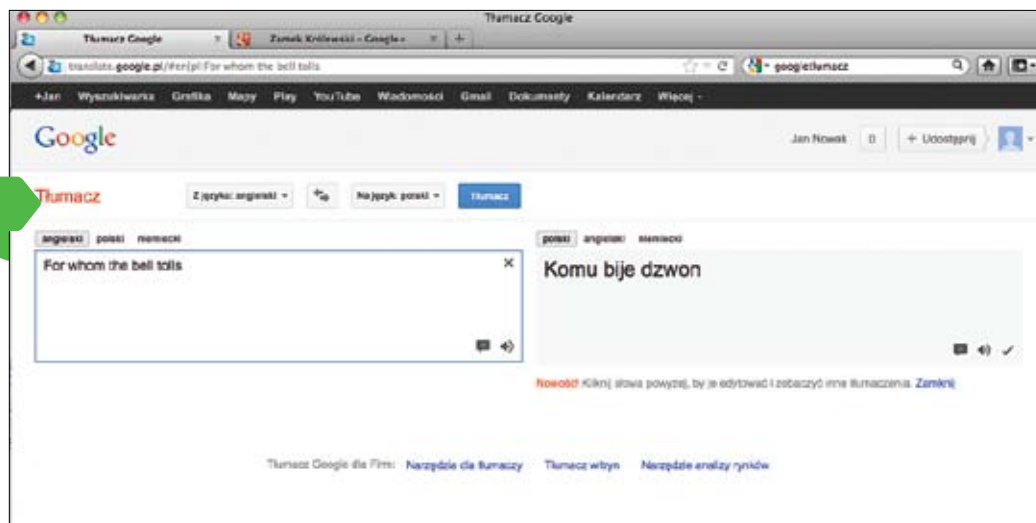 Tłumacz Google
Tłumacz Google × Zamek Królewski - Google+ × +
translate.google.pl/#en|pl|For whom the bell tolls googletłumacz
+Jan Wyszukiwarka Grafika Mapy Play YouTube Wiadomości Gmail Dokumenty Kalendarz Więcej
Google Jan Nowak 0 + Udostępnij
Tłumacz Z języka: angielski Na język: polski Tłumacz
angielski polski niemiecki polski angielski niemiecki
For whom the bell tolls × Komu bije dzwon
Nowość! Kliknij słowa powyżej, by je edytować i zobaczyć inne tłumaczenia. Zamknij
Tłumacz Google dla Firm: Narzędzia dla tłumaczy Tłumacz witryn Narzędzie analizy rynków